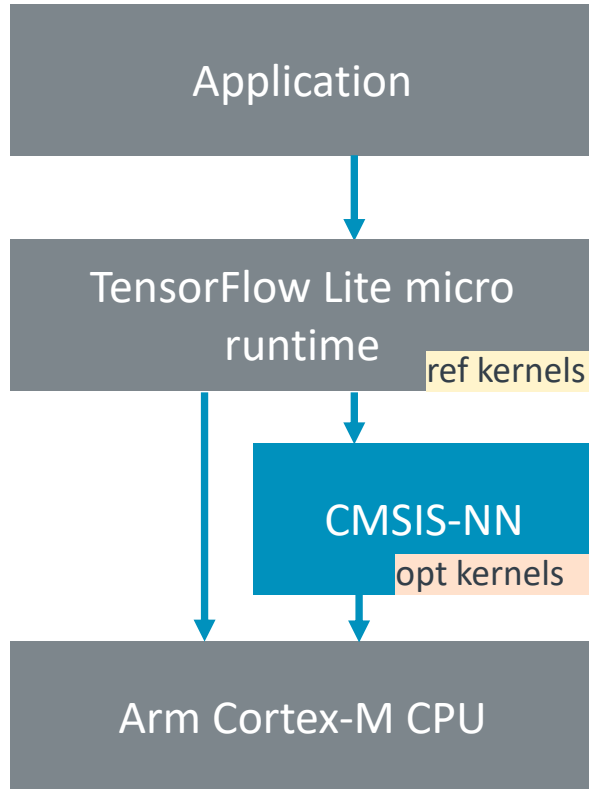 Application
TensorFlow Lite micro
runtime
ref kernels
CMSIS-NN
opt kernels
Arm Cortex-M CPU